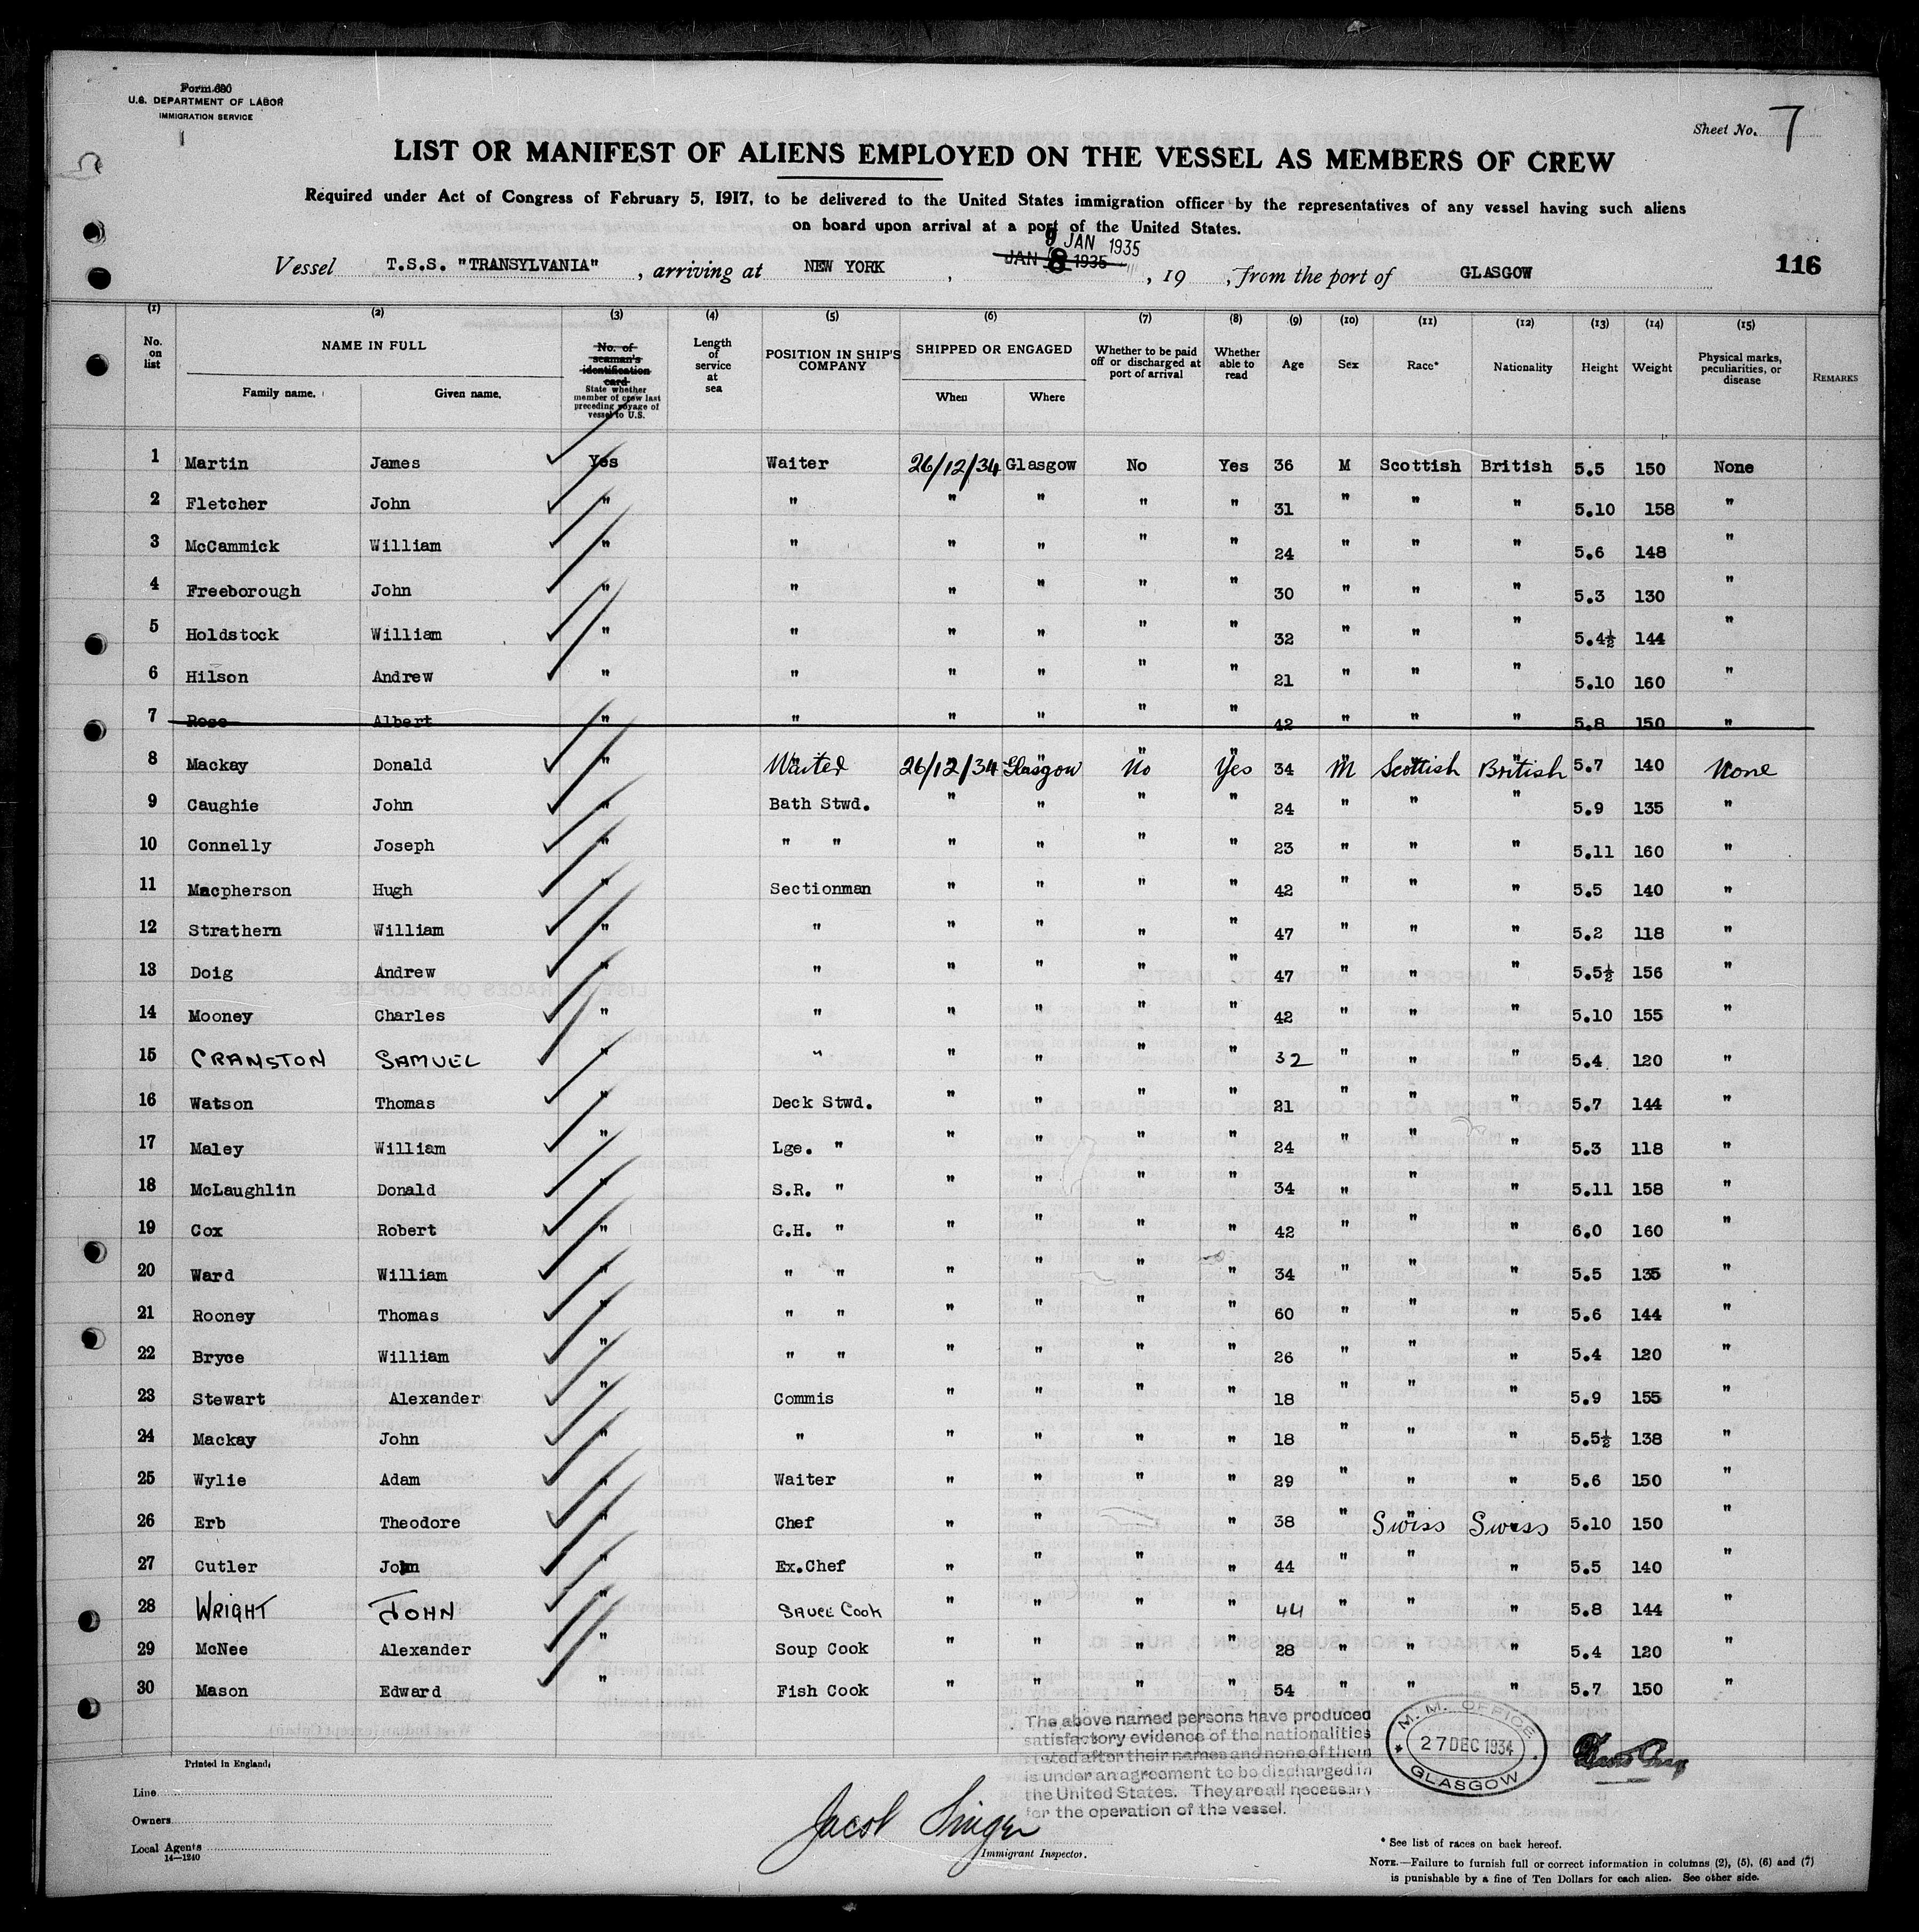 Form 680
U.S. DEPARTMENT OF LABOR
IMMIGRATION SERVICE
Sheet No. 7
LIST OR MANIFEST OF ALIENS EMPLOYED ON THE VESSEL AS MEMBERS OF CREW
Required under Act of Congress of February 5, 1917, to be delivered to the United States immigration officer by the representatives of any vessel having such aliens
on board upon arrival at a port of the United States.
9 JAN 1935
Vessel T.S.S. "TRANSYLVANIA" , arriving at NEW YORK , JAN 8 1935 , 19 , from the port of GLASGOW 116
(1) (2) (3) (4) (5) (6) (7) (8) (9) (10) (11) (12) (13) (14) (15)
No. on list NAME IN FULL Family name. Given name. No. of seaman's identification card State whether member of crew last preceding voyage of vessel to U.S. Length of service at sea POSITION IN SHIP'S COMPANY SHIPPED OR ENGAGED When Where Whether to be paid off or discharged at port of arrival Whether able to read Age Sex Race* Nationality Height Weight Physical marks, peculiarities, or disease REMARKS
1 Martin James Yes Waiter 26/12/34 Glasgow No Yes 36 M Scottish British 5.5 150 None
2 Fletcher John " " " " " " 31 " " " 5.10 158 "
3 McCammick William " " " " " " 24 " " " 5.6 148 "
4 Freeborough John " " " " " " 30 " " " 5.3 130 "
5 Holdstock William " " " " " " 32 " " " 5.4½ 144 "
6 Hilson Andrew " " " " " " 21 " " " 5.10 160 "
7 Rose Albert " " " " " " 42 " " " 5.8 150 "
8 Mackay Donald " Waiter 26/12/34 Glasgow No Yes 34 M Scottish British 5.7 140 None
9 Caughie John " Bath Stwd. " " " " 24 " " " 5.9 135 "
10 Connelly Joseph " " " " " " " 23 " " " 5.11 160 "
11 Macpherson Hugh " Sectionman " " " " 42 " " " 5.5 140 "
12 Strathern William " " " " " " 47 " " " 5.2 118 "
13 Doig Andrew " " " " " " 47 " " " 5.5½ 156 "
14 Mooney Charles " " " " " " 42 " " " 5.10 155 "
15 CRANSTON SAMUEL " " " " " " 32 " " " 5.4 120 "
16 Watson Thomas " Deck Stwd. " " " " 21 " " " 5.7 144 "
17 Maley William " Lge. " " " " " 24 " " " 5.3 118 "
18 McLaughlin Donald " S.R. " " " " " 34 " " " 5.11 158 "
19 Cox Robert " G.H. " " " " " 42 " " " 6.0 160 "
20 Ward William " " " " " " " 34 " " " 5.5 135 "
21 Rooney Thomas " " " " " " " 60 " " " 5.6 144 "
22 Bryce William " " " " " " " 26 " " " 5.4 120 "
23 Stewart Alexander " Commis " " " " 18 " " " 5.9 155 "
24 Mackay John " " " " " " 18 " " " 5.5½ 138 "
25 Wylie Adam " Waiter " " " " 29 " " " 5.6 150 "
26 Erb Theodore " Chef " " " " 38 " Swiss Swiss 5.10 150 "
27 Cutler John " Ex.Chef " " " " 44 " " " 5.5 140 "
28 WRIGHT JOHN " SAUCE COOK " " " " 44 " " " 5.8 144 "
29 McNee Alexander " Soup Cook " " " " 28 " " " 5.4 120 "
30 Mason Edward " Fish Cook " " " " 54 " " " 5.7 150 "
The above named persons have produced
satisfactory evidence of the nationalities
stated after their names and none of them
is under an agreement to be discharged in
the United States. They are all necessary
for the operation of the vessel.
M. M. OFFICE
27 DEC 1934
GLASGOW
Printed in England.
Line
Owners
Local Agents
14—1240
Jacob Singer
Immigrant Inspector.
* See list of races on back hereof.
NOTE.—Failure to furnish full or correct information in columns (2), (5), (6) and (7)
is punishable by a fine of Ten Dollars for each alien. See other side.